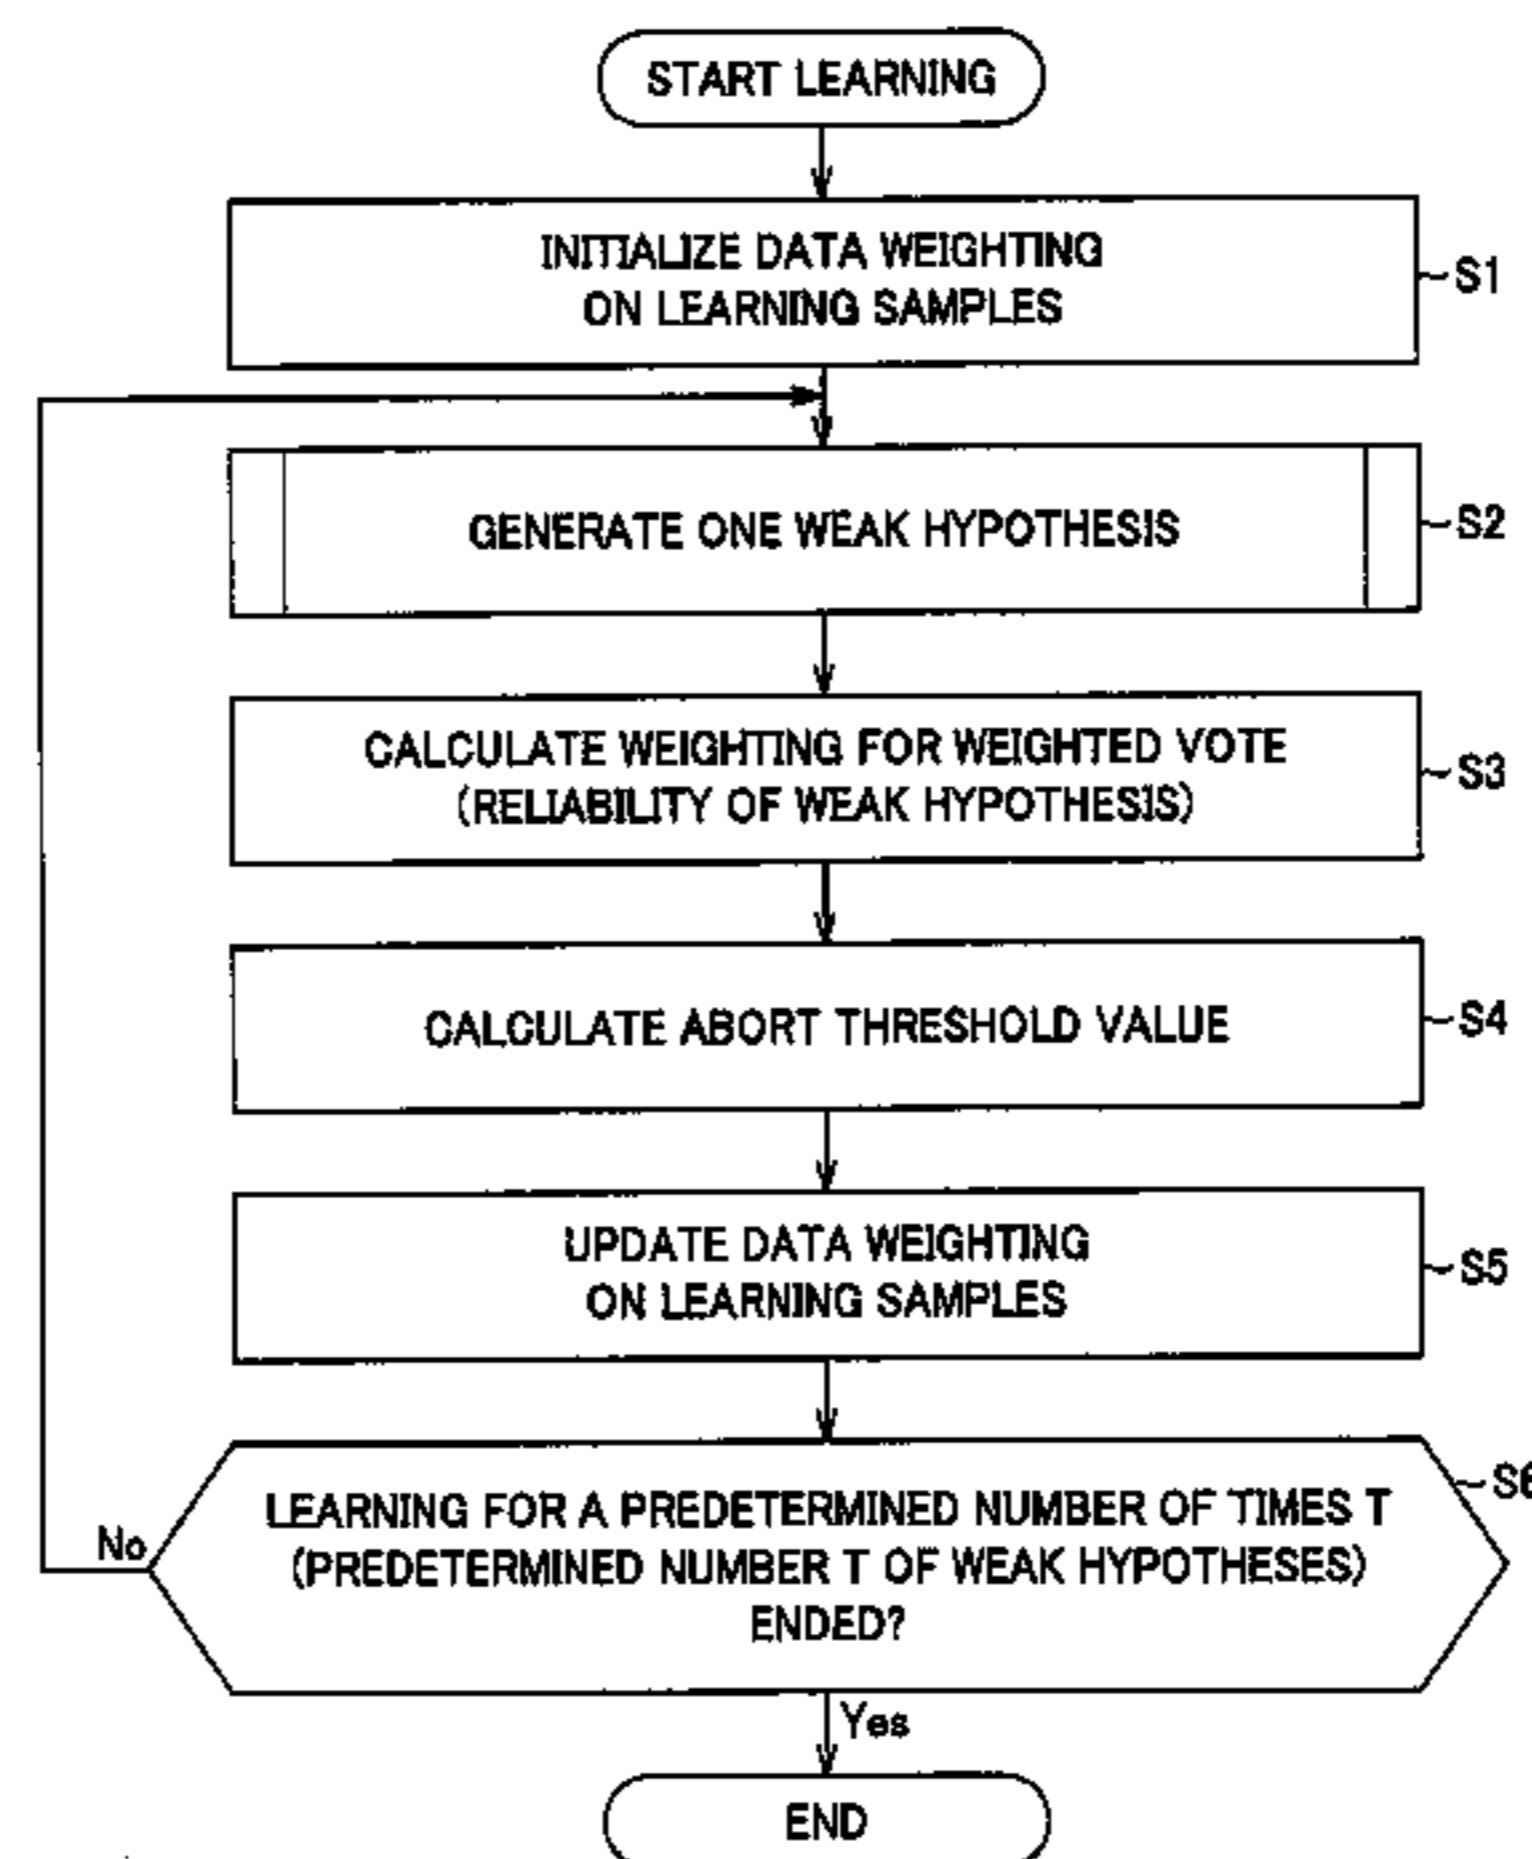 START LEARNING
INITIALIZE DATA WEIGHTING
ON LEARNING SAMPLES
S1
GENERATE ONE WEAK HYPOTHESIS
S2
CALCULATE WEIGHTING FOR WEIGHTED VOTE
(RELIABILITY OF WEAK HYPOTHESIS)
S3
CALCULATE ABORT THRESHOLD VALUE
S4
UPDATE DATA WEIGHTING
ON LEARNING SAMPLES
S5
LEARNING FOR A PREDETERMINED NUMBER OF TIMES T
(PREDETERMINED NUMBER T OF WEAK HYPOTHESES)
ENDED?
S6
No
Yes
END